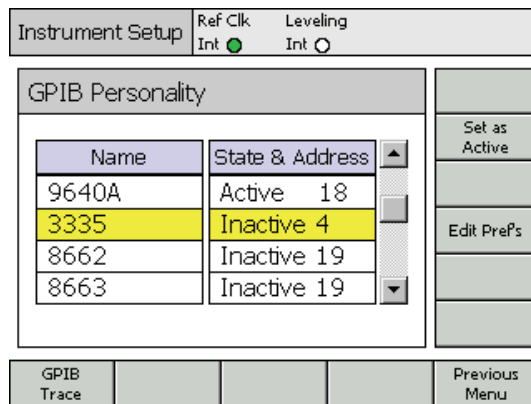 Instrument Setup
Ref Clk Leveling
Int Int
GPIB Personality
Set as
Active
Name State & Address
9640A Active 18
3335 Inactive 4
Edit Pref's
8662 Inactive 19
8663 Inactive 19
GPIB
Trace
Previous
Menu